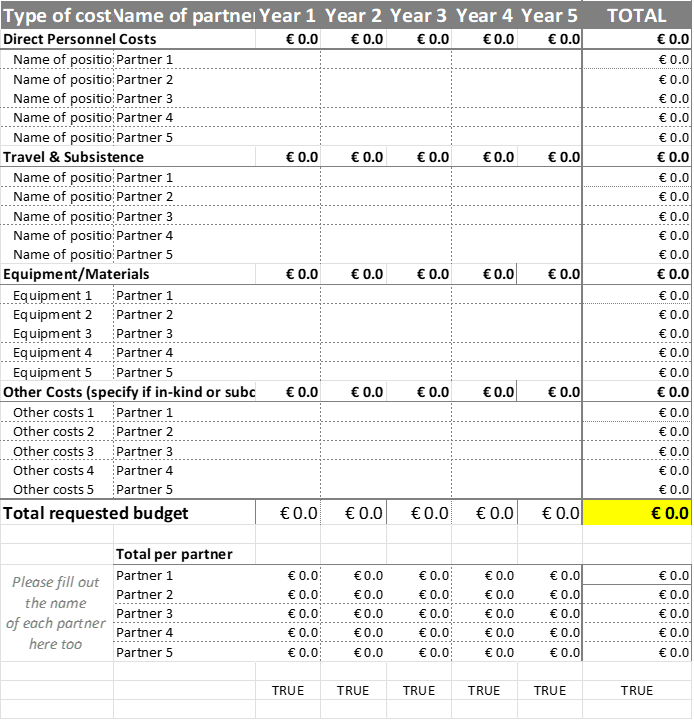 Type of cost Name of partner Year 1 Year 2 Year 3 Year 4 Year 5 TOTAL
Direct Personnel Costs € 0.0 € 0.0 € 0.0 € 0.0 € 0.0 € 0.0
Name of positio Partner 1 € 0.0
Name of positio Partner 2 € 0.0
Name of positio Partner 3 € 0.0
Name of positio Partner 4 € 0.0
Name of positio Partner 5 € 0.0
Travel & Subsistence € 0.0 € 0.0 € 0.0 € 0.0 € 0.0 € 0.0
Name of positio Partner 1 € 0.0
Name of positio Partner 2 € 0.0
Name of positio Partner 3 € 0.0
Name of positio Partner 4 € 0.0
Name of positio Partner 5 € 0.0
Equipment/Materials € 0.0 € 0.0 € 0.0 € 0.0 € 0.0 € 0.0
Equipment 1 Partner 1 € 0.0
Equipment 2 Partner 2 € 0.0
Equipment 3 Partner 3 € 0.0
Equipment 4 Partner 4 € 0.0
Equipment 5 Partner 5 € 0.0
Other Costs (specify if in-kind or subc € 0.0 € 0.0 € 0.0 € 0.0 € 0.0 € 0.0
Other costs 1 Partner 1 € 0.0
Other costs 2 Partner 2 € 0.0
Other costs 3 Partner 3 € 0.0
Other costs 4 Partner 4 € 0.0
Other costs 5 Partner 5 € 0.0
Total requested budget € 0.0 € 0.0 € 0.0 € 0.0 € 0.0 € 0.0
Total per partner
Please fill out
the name
of each partner
here too
Partner 1 € 0.0 € 0.0 € 0.0 € 0.0 € 0.0 € 0.0
Partner 2 € 0.0 € 0.0 € 0.0 € 0.0 € 0.0 € 0.0
Partner 3 € 0.0 € 0.0 € 0.0 € 0.0 € 0.0 € 0.0
Partner 4 € 0.0 € 0.0 € 0.0 € 0.0 € 0.0 € 0.0
Partner 5 € 0.0 € 0.0 € 0.0 € 0.0 € 0.0 € 0.0
TRUE TRUE TRUE TRUE TRUE TRUE